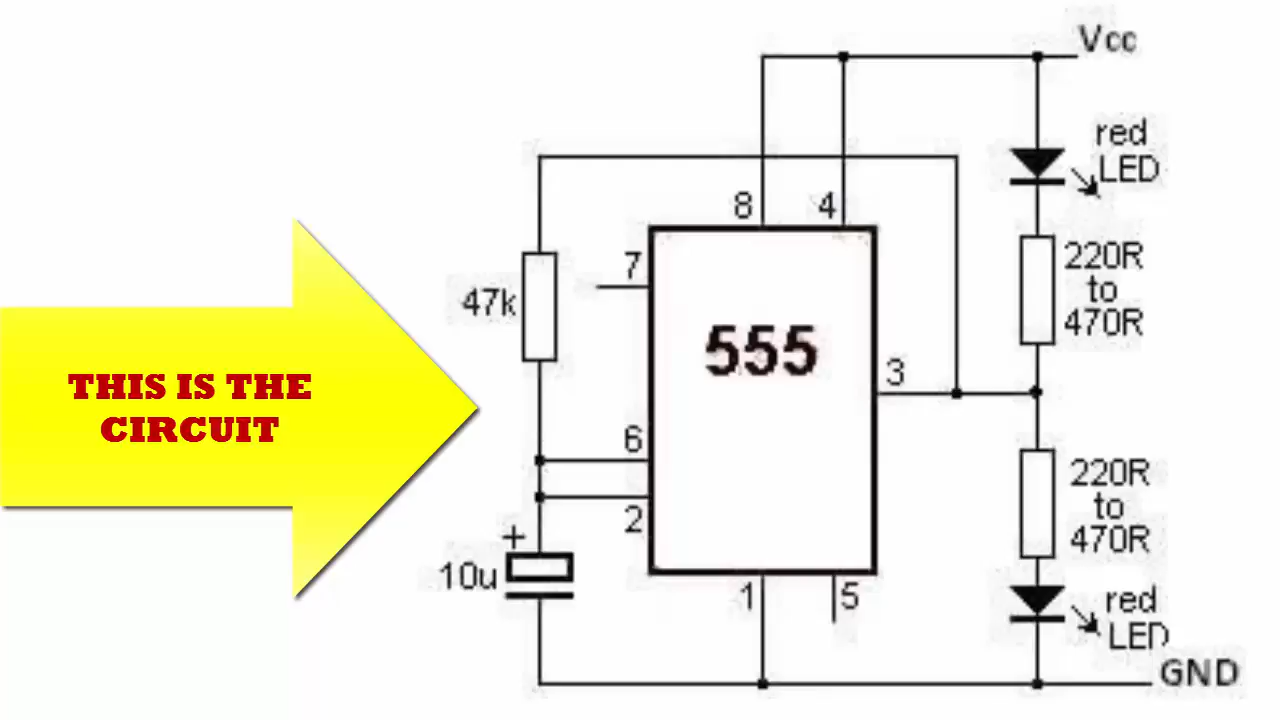 THIS IS THE
CIRCUIT
Vcc
red
LED
8
4
7
220R
to
470R
47k
555
3
6
2
220R
to
470R
+
10u
1
5
red
LED
GND